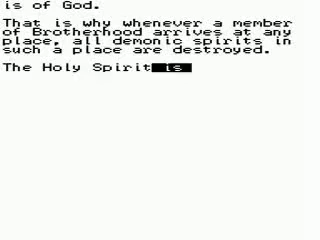 is of God.
That is why whenever a member
of Brotherhood arrives at any
place, all demonic spirits in
such a place are destroyed.
The Holy Spirit is